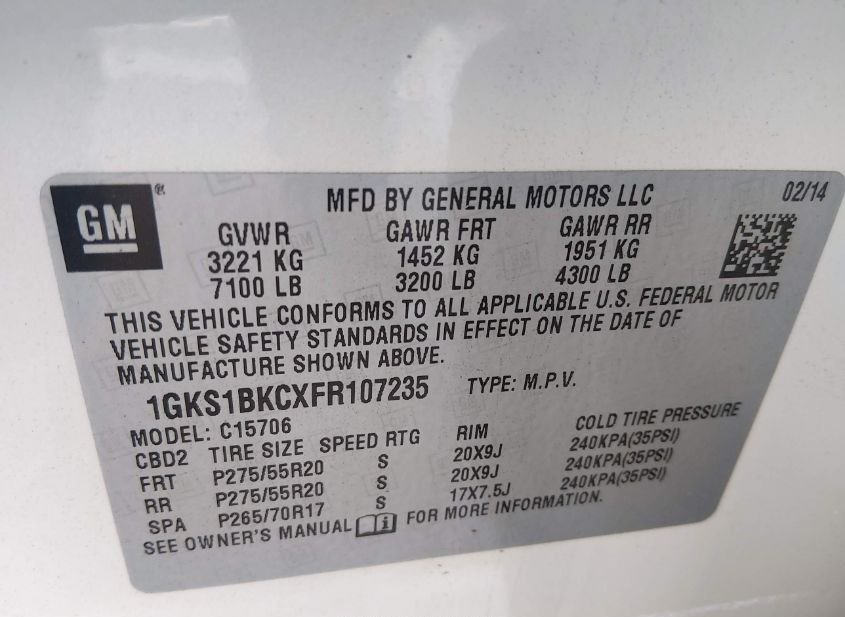 GM ®
MFD BY GENERAL MOTORS LLC 02/14
GVWR GAWR FRT GAWR RR
3221 KG 1452 KG 1951 KG
7100 LB 3200 LB 4300 LB
THIS VEHICLE CONFORMS TO ALL APPLICABLE U.S. FEDERAL MOTOR
VEHICLE SAFETY STANDARDS IN EFFECT ON THE DATE OF
MANUFACTURE SHOWN ABOVE.
1GKS1BKCXFR107235 TYPE: M.P.V.
MODEL: C15706
CBD2 TIRE SIZE SPEED RTG RIM COLD TIRE PRESSURE
FRT P275/55R20 S 20X9J 240KPA(35PSI)
RR P275/55R20 S 20X9J 240KPA(35PSI)
SPA P265/70R17 S 17X7.5J 240KPA(35PSI)
SEE OWNER'S MANUAL i FOR MORE INFORMATION.